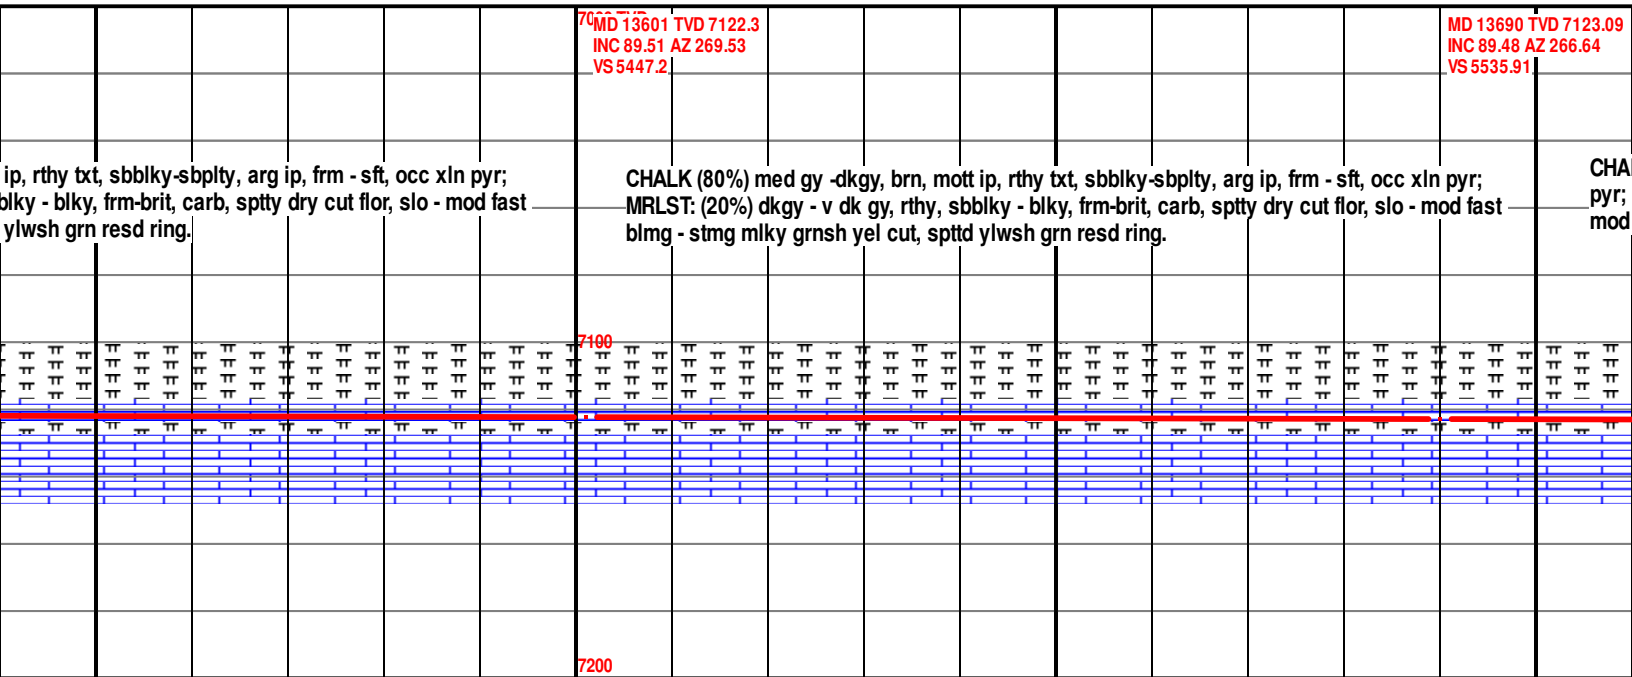 7000 TVD
MD 13601 TVD 7122.3
INC 89.51 AZ 269.53
VS 5447.2
MD 13690 TVD 7123.09
INC 89.48 AZ 266.64
VS 5535.91
ip, rthy txt, sbblky-sbplty, arg ip, frm - sft, occ xln pyr;
blky - blky, frm-brit, carb, sptty dry cut flor, slo - mod fast
ylwsh grn resd ring.
CHALK (80%) med gy -dkgy, brn, mott ip, rthy txt, sbblky-sbplty, arg ip, frm - sft, occ xln pyr;
MRLST: (20%) dkgy - v dk gy, rthy, sbblky - blky, frm-brit, carb, sptty dry cut flor, slo - mod fast
blmg - stmg mlky grnsh yel cut, spttd ylwsh grn resd ring.
CHAL
pyr;
mod
7100
7200